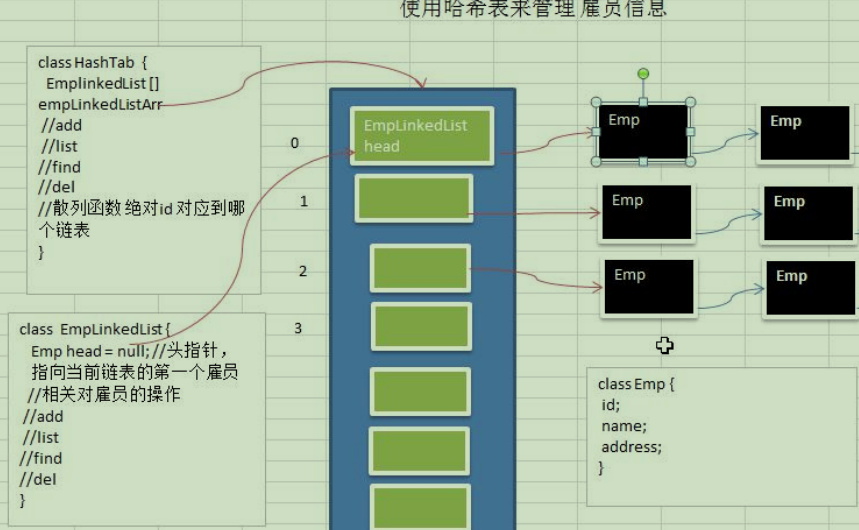 使用哈希表来管理雇员信息
class HashTab {
EmplinkedList []
empLinkedListArr
//add
//list
//find
//del
//散列函数 绝对id 对应到哪
个链表
}
class EmpLinkedList {
Emp head = null; //头指针，
指向当前链表的第一个雇员
//相关对雇员的操作
//add
//list
//find
//del
}
0
1
2
3
EmpLinkedList
head
Emp
Emp
Emp
Emp
Emp
Emp
class Emp {
id;
name;
address;
}